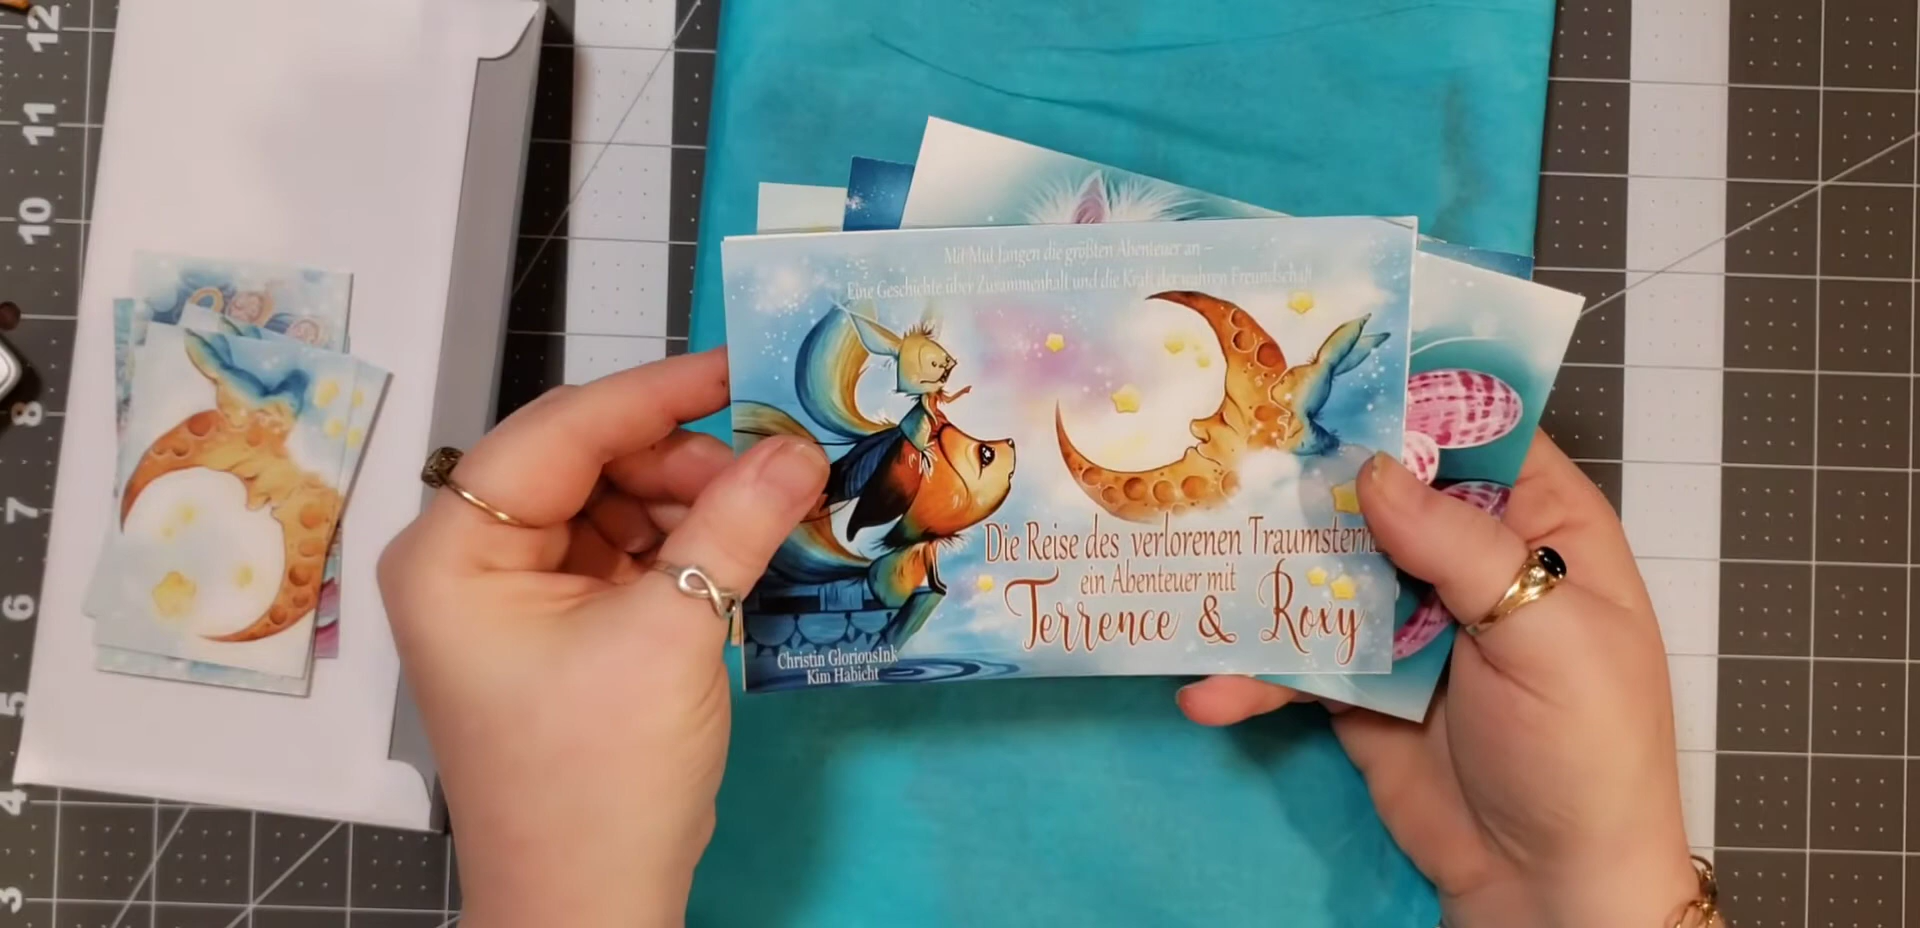 Mit Mut fangen die größten Abenteuer an –
Eine Geschichte über Zusammenhalt und die Kraft der wahren Freundschaft
Die Reise des verlorenen Traumstern
ein Abenteuer mit
Terrence & Roxy
Christin GloriousInk
Kim Habicht
12
11
10
8
7
6
5
4
3